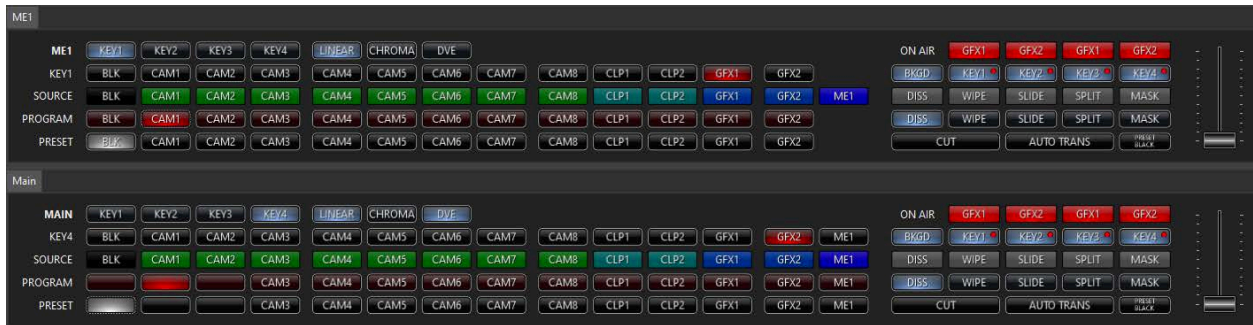 ME1
ME1 KEY1 KEY2 KEY3 KEY4 LINEAR CHROMA DVE ON AIR GFX1 GFX2 GFX1 GFX2
KEY1 BLK CAM1 CAM2 CAM3 CAM4 CAM5 CAM6 CAM7 CAM8 CLP1 CLP2 GFX1 GFX2 BKGD KEY1 KEY2 KEY3 KEY4
SOURCE BLK CAM1 CAM2 CAM3 CAM4 CAM5 CAM6 CAM7 CAM8 CLP1 CLP2 GFX1 GFX2 ME1 DISS WIPE SLIDE SPLIT MASK
PROGRAM BLK CAM1 CAM2 CAM3 CAM4 CAM5 CAM6 CAM7 CAM8 CLP1 CLP2 GFX1 GFX2 DISS WIPE SLIDE SPLIT MASK
PRESET BLK CAM1 CAM2 CAM3 CAM4 CAM5 CAM6 CAM7 CAM8 CLP1 CLP2 GFX1 GFX2 CUT AUTO TRANS PRESET BLACK
Main
MAIN KEY1 KEY2 KEY3 KEY4 LINEAR CHROMA DVE ON AIR GFX1 GFX2 GFX1 GFX2
KEY4 BLK CAM1 CAM2 CAM3 CAM4 CAM5 CAM6 CAM7 CAM8 CLP1 CLP2 GFX1 GFX2 ME1 BKGD KEY1 KEY2 KEY3 KEY4
SOURCE BLK CAM1 CAM2 CAM3 CAM4 CAM5 CAM6 CAM7 CAM8 CLP1 CLP2 GFX1 GFX2 ME1 DISS WIPE SLIDE SPLIT MASK
PROGRAM CAM3 CAM4 CAM5 CAM6 CAM7 CAM8 CLP1 CLP2 GFX1 GFX2 ME1 DISS WIPE SLIDE SPLIT MASK
PRESET CAM3 CAM4 CAM5 CAM6 CAM7 CAM8 CLP1 CLP2 GFX1 GFX2 ME1 CUT AUTO TRANS PRESET BLACK